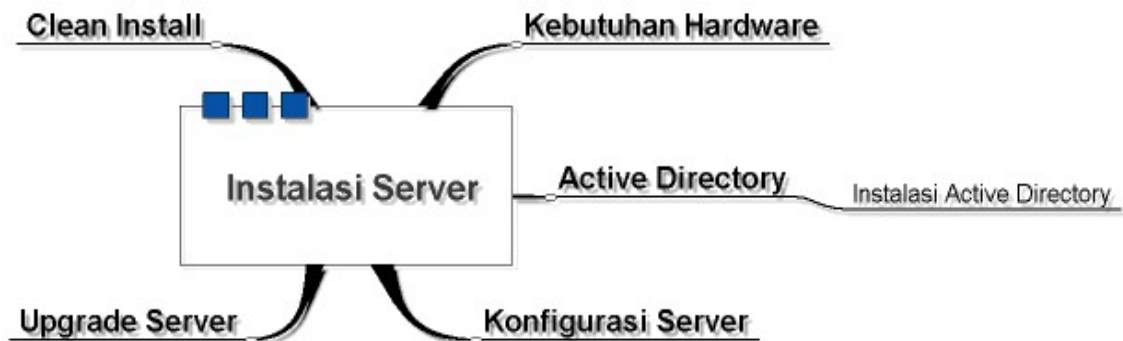 Clean Install
Kebutuhan Hardware
Instalasi Server
Active Directory
Instalasi Active Directory
Upgrade Server
Konfigurasi Server